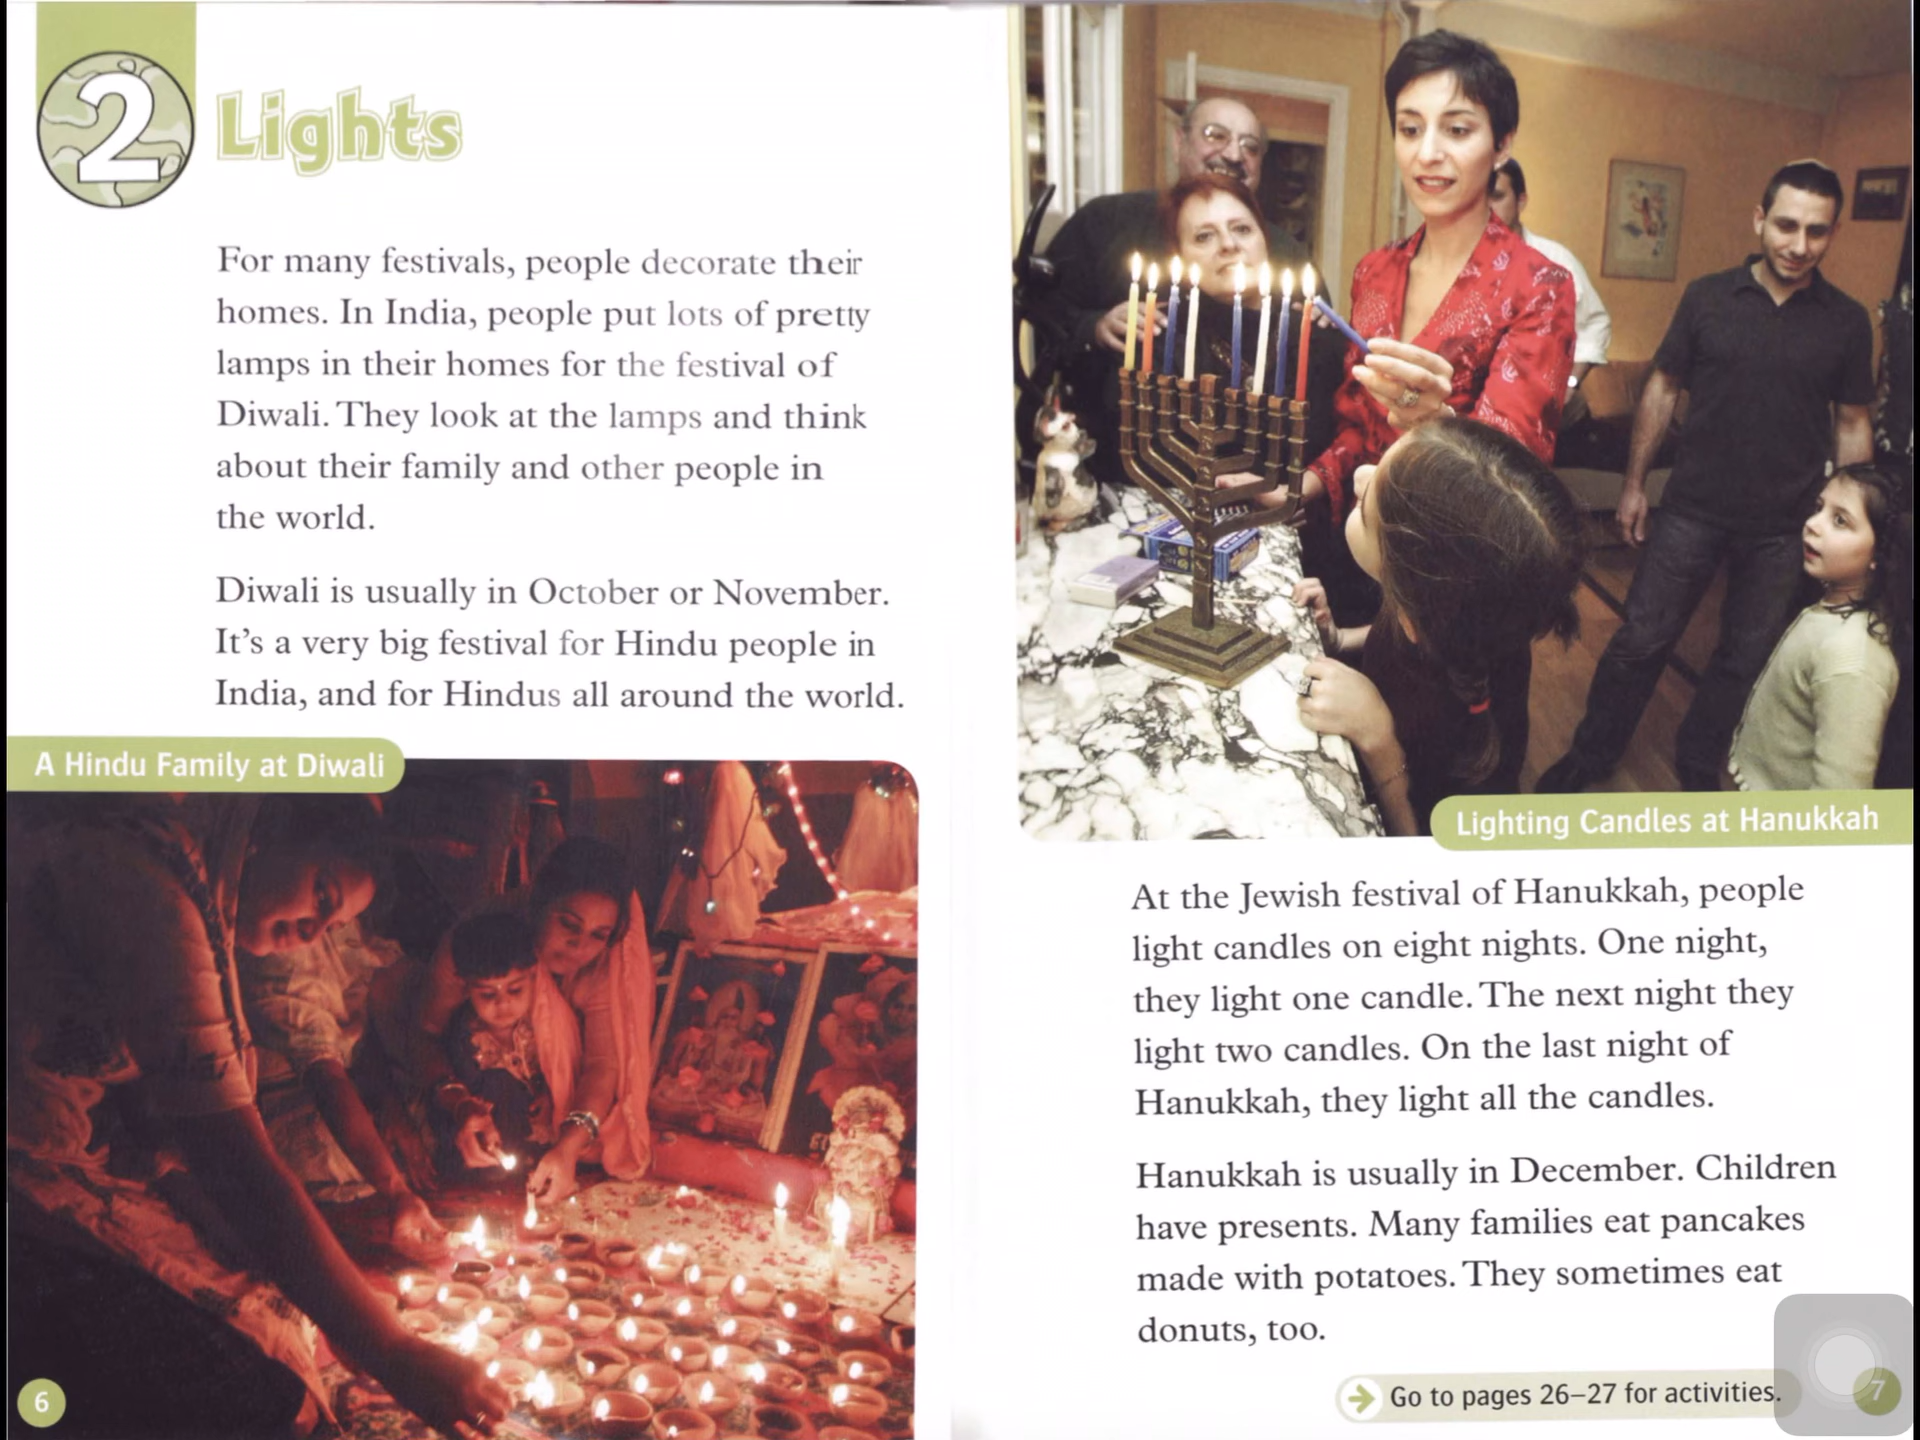 2
Lights
For many festivals, people decorate their
homes. In India, people put lots of pretty
lamps in their homes for the festival of
Diwali. They look at the lamps and think
about their family and other people in
the world.
Diwali is usually in October or November.
It's a very big festival for Hindu people in
India, and for Hindus all around the world.
A Hindu Family at Diwali
6
Lighting Candles at Hanukkah
At the Jewish festival of Hanukkah, people
light candles on eight nights. One night,
they light one candle. The next night they
light two candles. On the last night of
Hanukkah, they light all the candles.
Hanukkah is usually in December. Children
have presents. Many families eat pancakes
made with potatoes. They sometimes eat
donuts, too.
Go to pages 26–27 for activities.
7